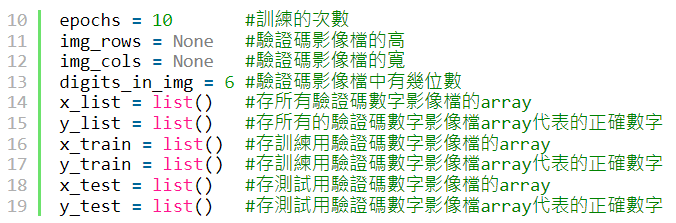 10 epochs = 10 #訓練的次數
11 img_rows = None #驗證碼影像檔的高
12 img_cols = None #驗證碼影像檔的寬
13 digits_in_img = 6 #驗證碼影像檔中有幾位數
14 x_list = list() #存所有驗證碼數字影像檔的array
15 y_list = list() #存所有的驗證碼數字影像檔array代表的正確數字
16 x_train = list() #存訓練用驗證碼數字影像檔的array
17 y_train = list() #存訓練用驗證碼數字影像檔array代表的正確數字
18 x_test = list() #存測試用驗證碼數字影像檔的array
19 y_test = list() #存測試用驗證碼數字影像檔array代表的正確數字